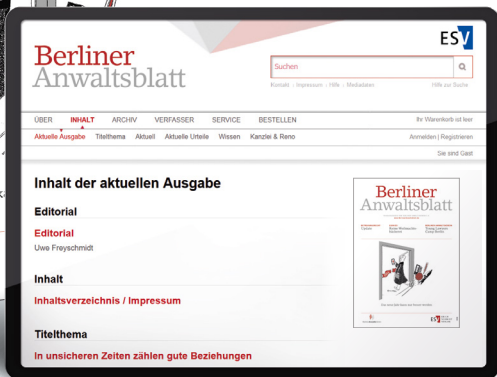 ESV
Berliner
Anwaltsblatt
Suchen
Kontakt | Impressum | Hilfe | Mediadaten
Hilfe zur Suche
ÜBER INHALT ARCHIV VERFASSER SERVICE BESTELLEN
Ihr Warenkorb ist leer
Aktuelle Ausgabe Titelthema Aktuell Aktuelle Urteile Wissen Kanzlei & Reno
Anmelden | Registrieren
Sie sind Gast
Inhalt der aktuellen Ausgabe
Editorial
Editorial
Uwe Freyschmidt
Inhalt
Inhaltsverzeichnis / Impressum
Titelthema
In unsicheren Zeiten zählen gute Beziehungen
Berliner
Anwaltsblatt